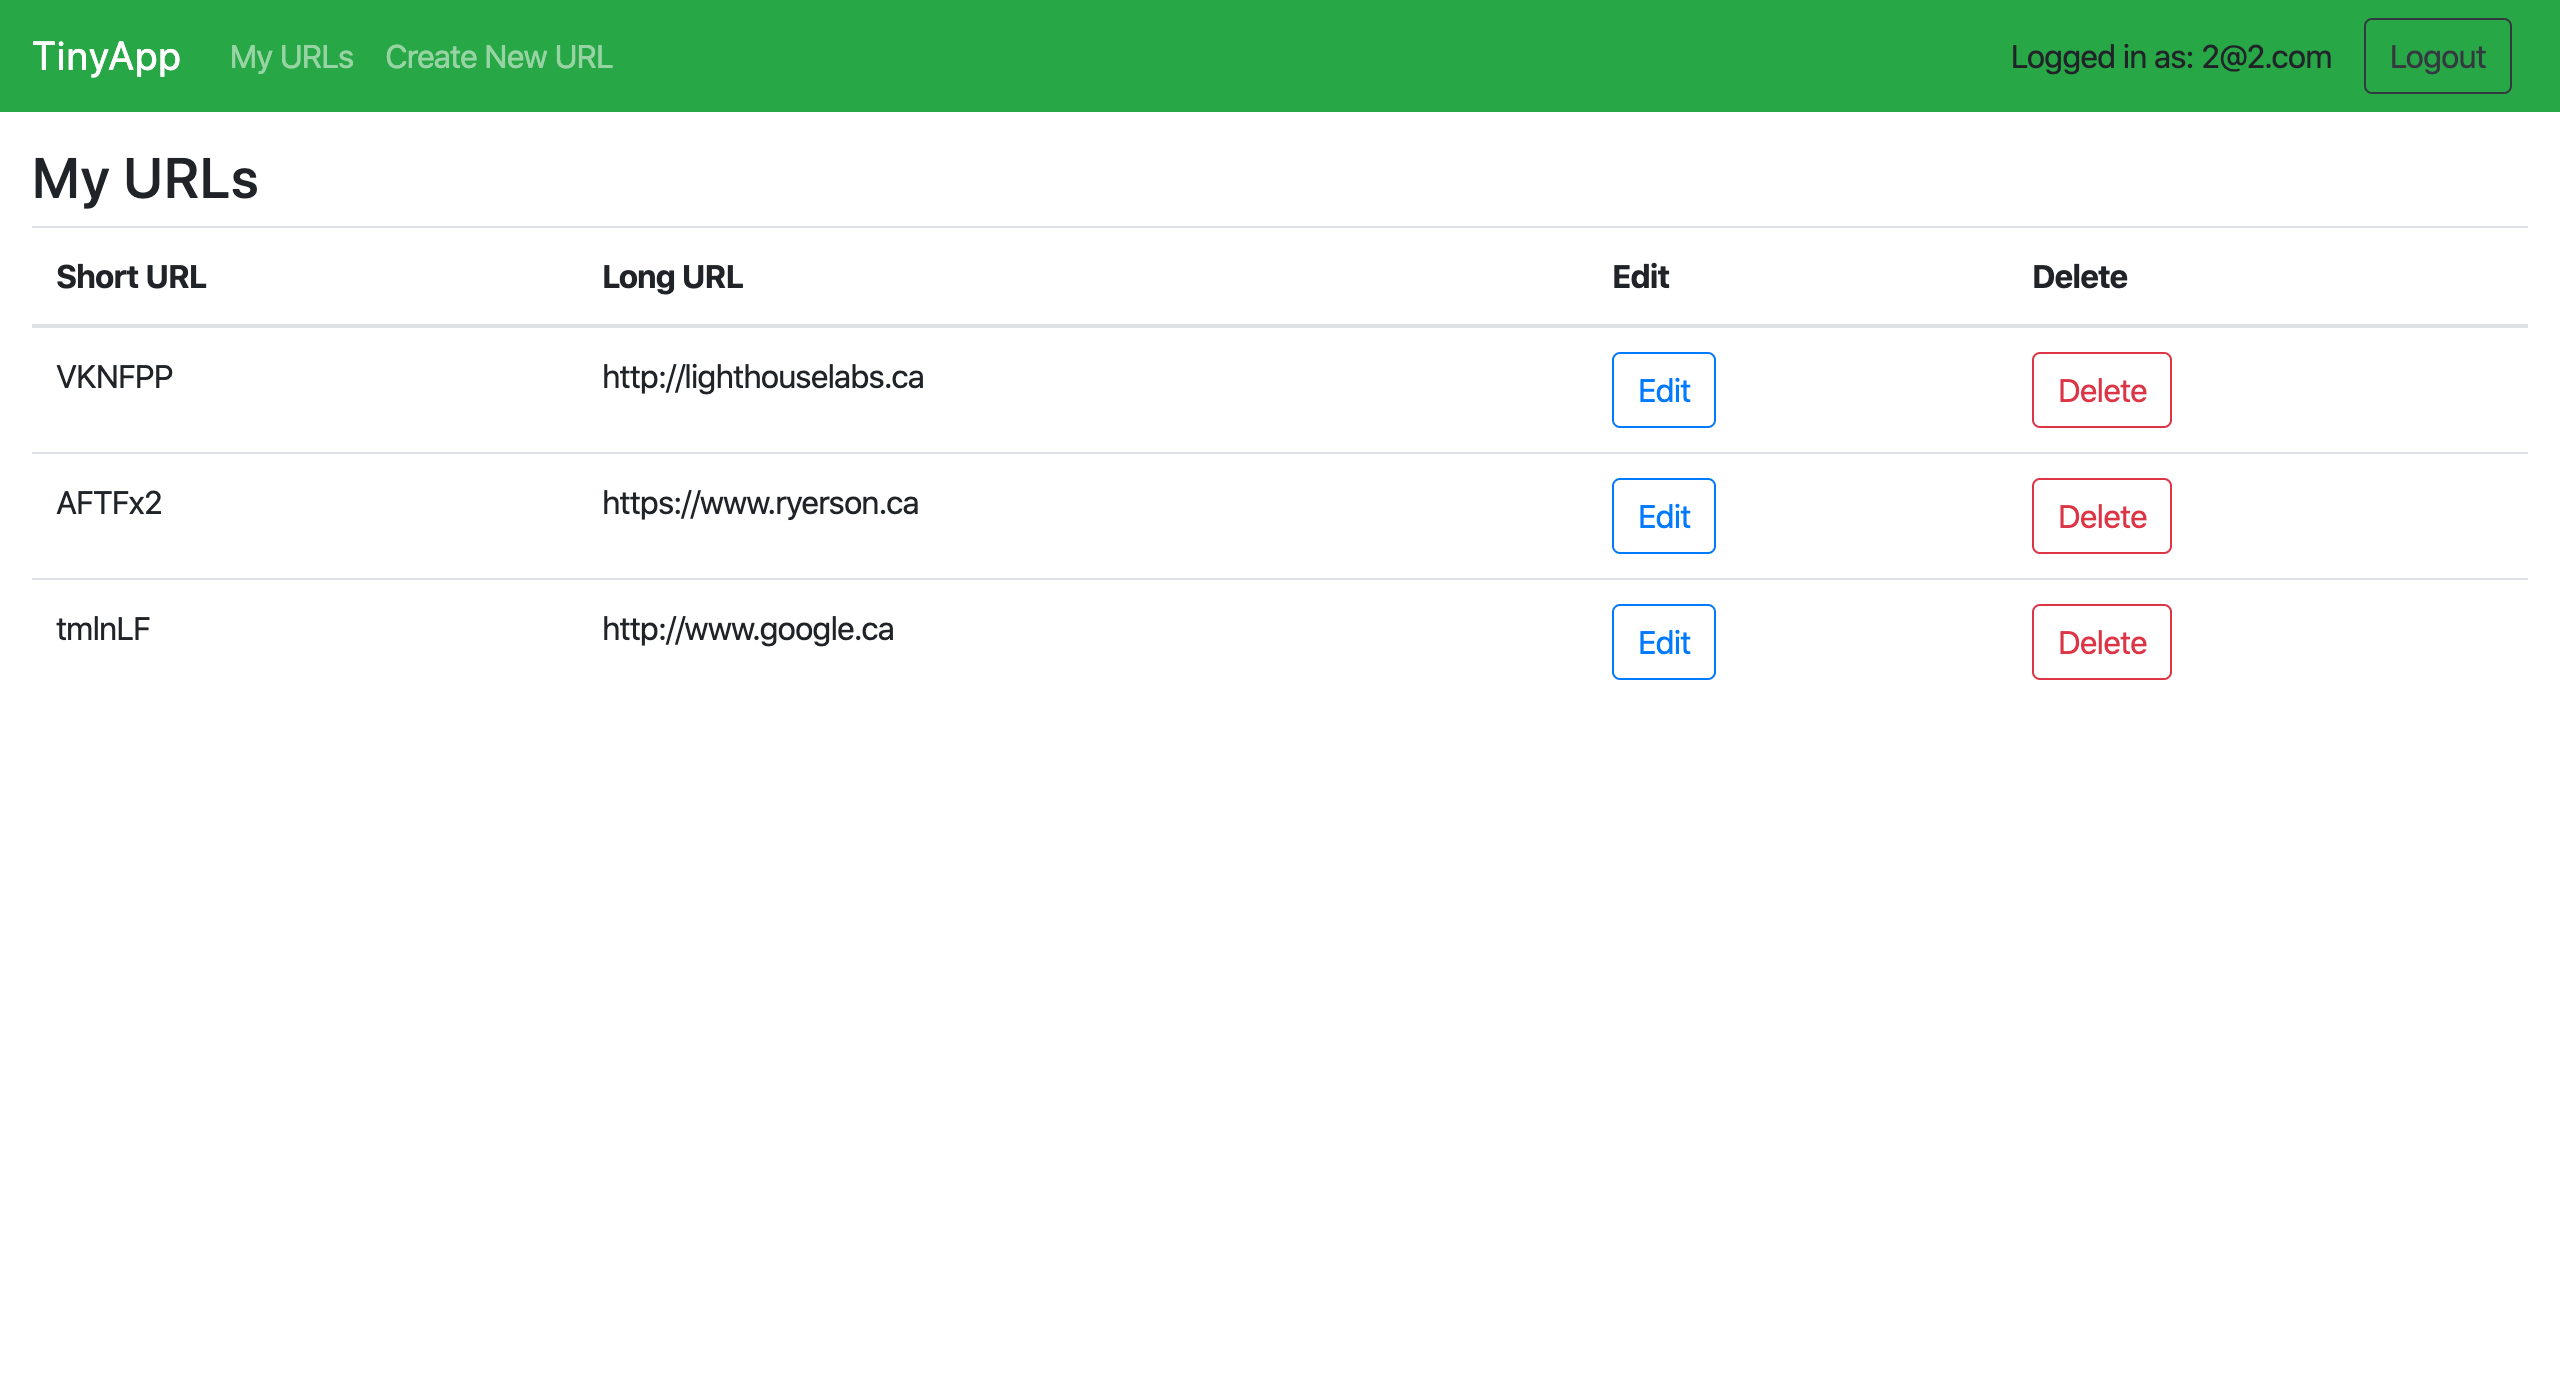 TinyApp My URLs Create New URL Logged in as: 2@2.com Logout
My URLs
Short URL Long URL Edit Delete
VKNFPP http://lighthouselabs.ca Edit Delete
AFTFx2 https://www.ryerson.ca Edit Delete
tmlnLF http://www.google.ca Edit Delete